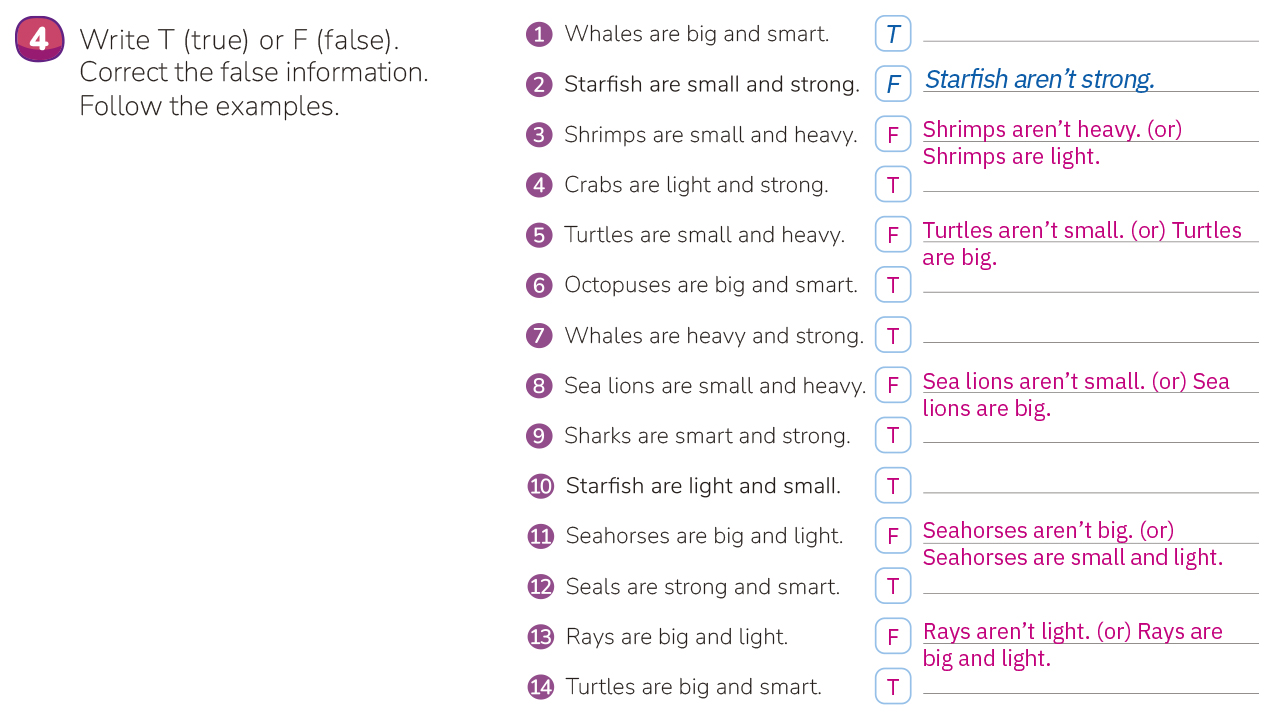 4 Write T (true) or F (false).
Correct the false information.
Follow the examples.
1 Whales are big and smart. T
2 Starfish are small and strong. F Starfish aren't strong.
3 Shrimps are small and heavy. F Shrimps aren't heavy. (or)
Shrimps are light.
4 Crabs are light and strong. T
5 Turtles are small and heavy. F Turtles aren't small. (or) Turtles
are big.
6 Octopuses are big and smart. T
7 Whales are heavy and strong. T
8 Sea lions are small and heavy. F Sea lions aren't small. (or) Sea
lions are big.
9 Sharks are smart and strong. T
10 Starfish are light and small. T
11 Seahorses are big and light. F Seahorses aren't big. (or)
Seahorses are small and light.
12 Seals are strong and smart. T
13 Rays are big and light. F Rays aren't light. (or) Rays are
big and light.
14 Turtles are big and smart. T